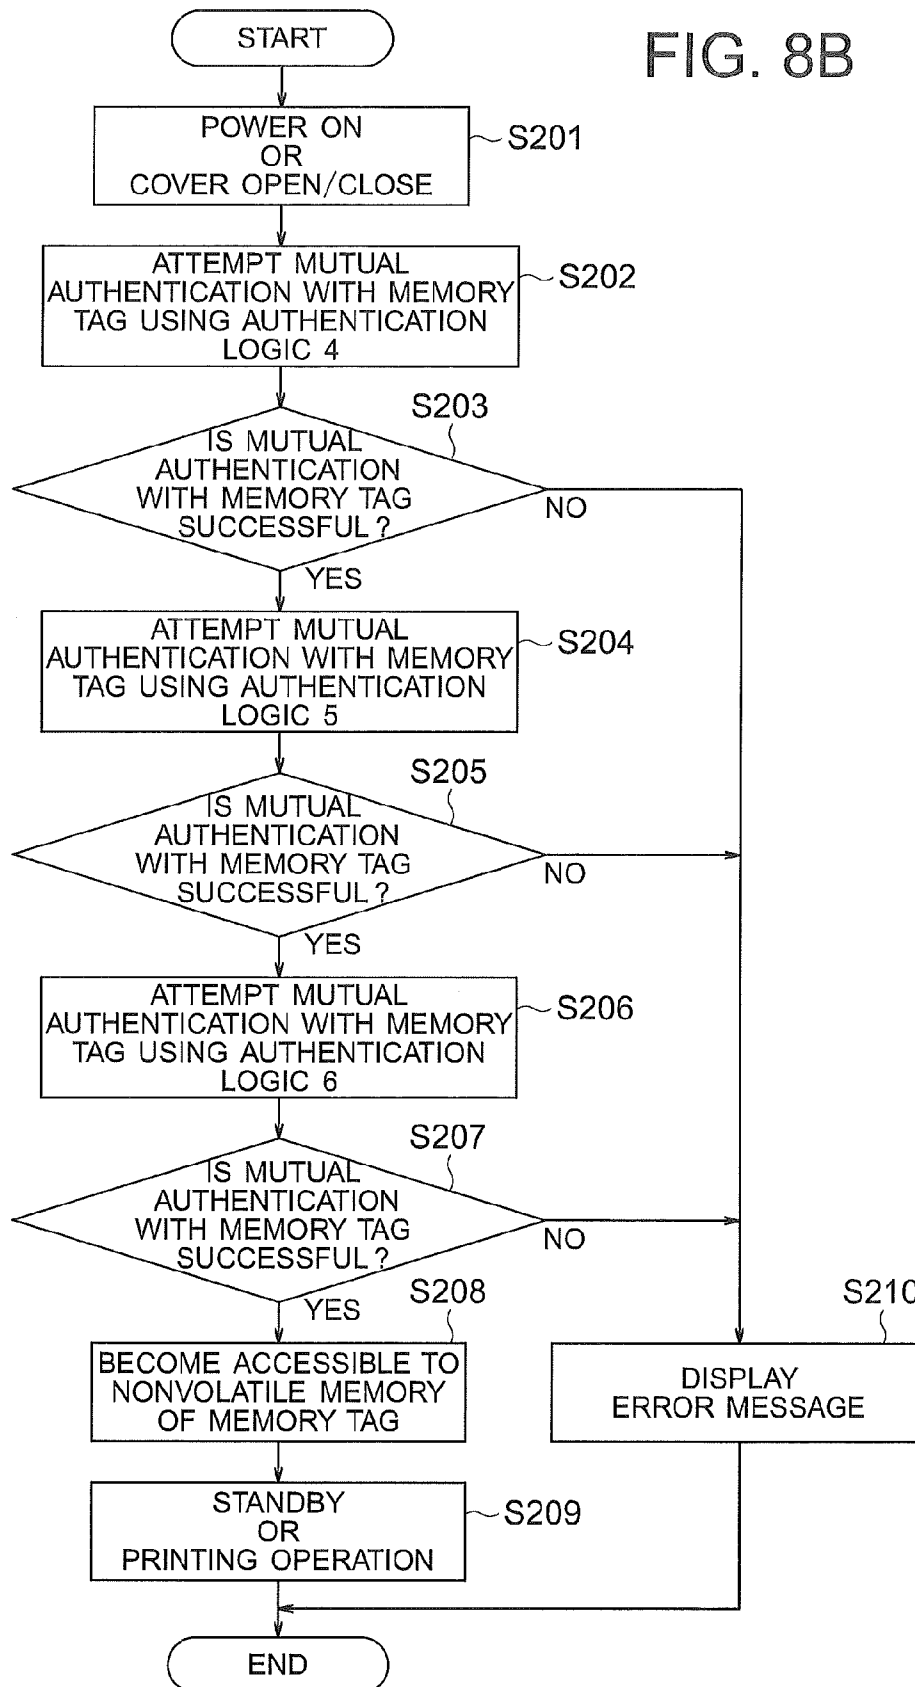 FIG. 8B
START
POWER ON
OR
COVER OPEN/CLOSE
S201
ATTEMPT MUTUAL
AUTHENTICATION WITH MEMORY
TAG USING AUTHENTICATION
LOGIC 4
S202
S203
IS MUTUAL
AUTHENTICATION
WITH MEMORY TAG
SUCCESSFUL?
NO
YES
ATTEMPT MUTUAL
AUTHENTICATION WITH MEMORY
TAG USING AUTHENTICATION
LOGIC 5
S204
S205
IS MUTUAL
AUTHENTICATION
WITH MEMORY TAG
SUCCESSFUL?
NO
YES
ATTEMPT MUTUAL
AUTHENTICATION WITH MEMORY
TAG USING AUTHENTICATION
LOGIC 6
S206
S207
IS MUTUAL
AUTHENTICATION
WITH MEMORY TAG
SUCCESSFUL?
NO
YES
S208
BECOME ACCESSIBLE TO
NONVOLATILE MEMORY
OF MEMORY TAG
S210
DISPLAY
ERROR MESSAGE
STANDBY
OR
PRINTING OPERATION
S209
END